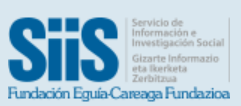 SiiS
Servicio de
Información e
Investigación Social
Gizarte Informazio
eta Ikerketa
Zerbitzua
Fundación Eguía-Careaga Fundazioa